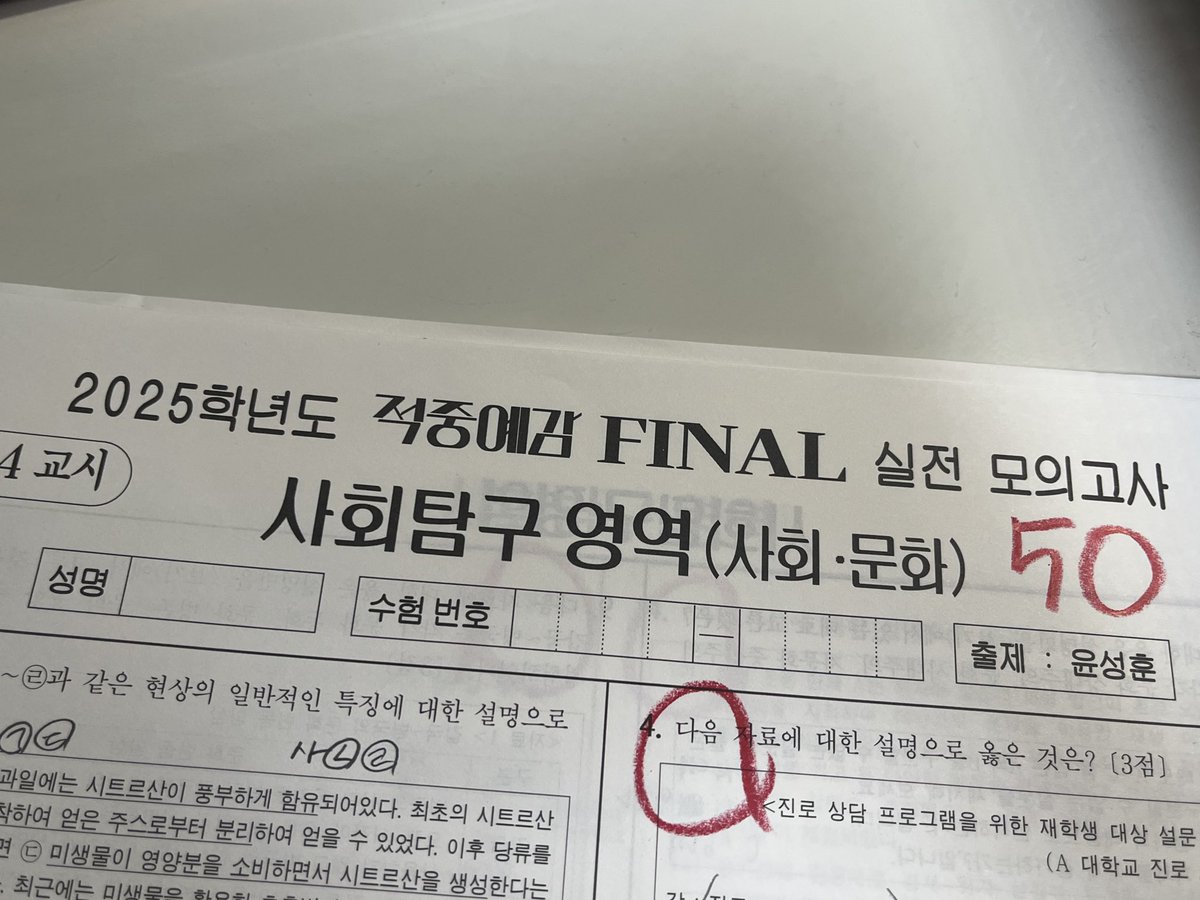 2025학년도 적중예감 FINAL 실전 모의고사
4 교시
사회탐구 영역(사회·문화)
50
성명
수험 번호
—
출제 : 윤성훈
~㉣과 같은 현상의 일반적인 특징에 대한 설명으로
㉠㉢
사㉡㉣
과일에는 시트르산이 풍부하게 함유되어있다. 최초의 시트르산
착하여 얻은 주스로부터 분리하여 얻을 수 있었다. 이후 당류를
면 ㉢ 미생물이 영양분을 소비하면서 시트르산을 생성한다는
최근에는 미생물을
4. 다음 자료에 대한 설명으로 옳은 것은? [3점]
<진로 상담 프로그램을 위한 재학생 대상 설문
(A 대학교 진로